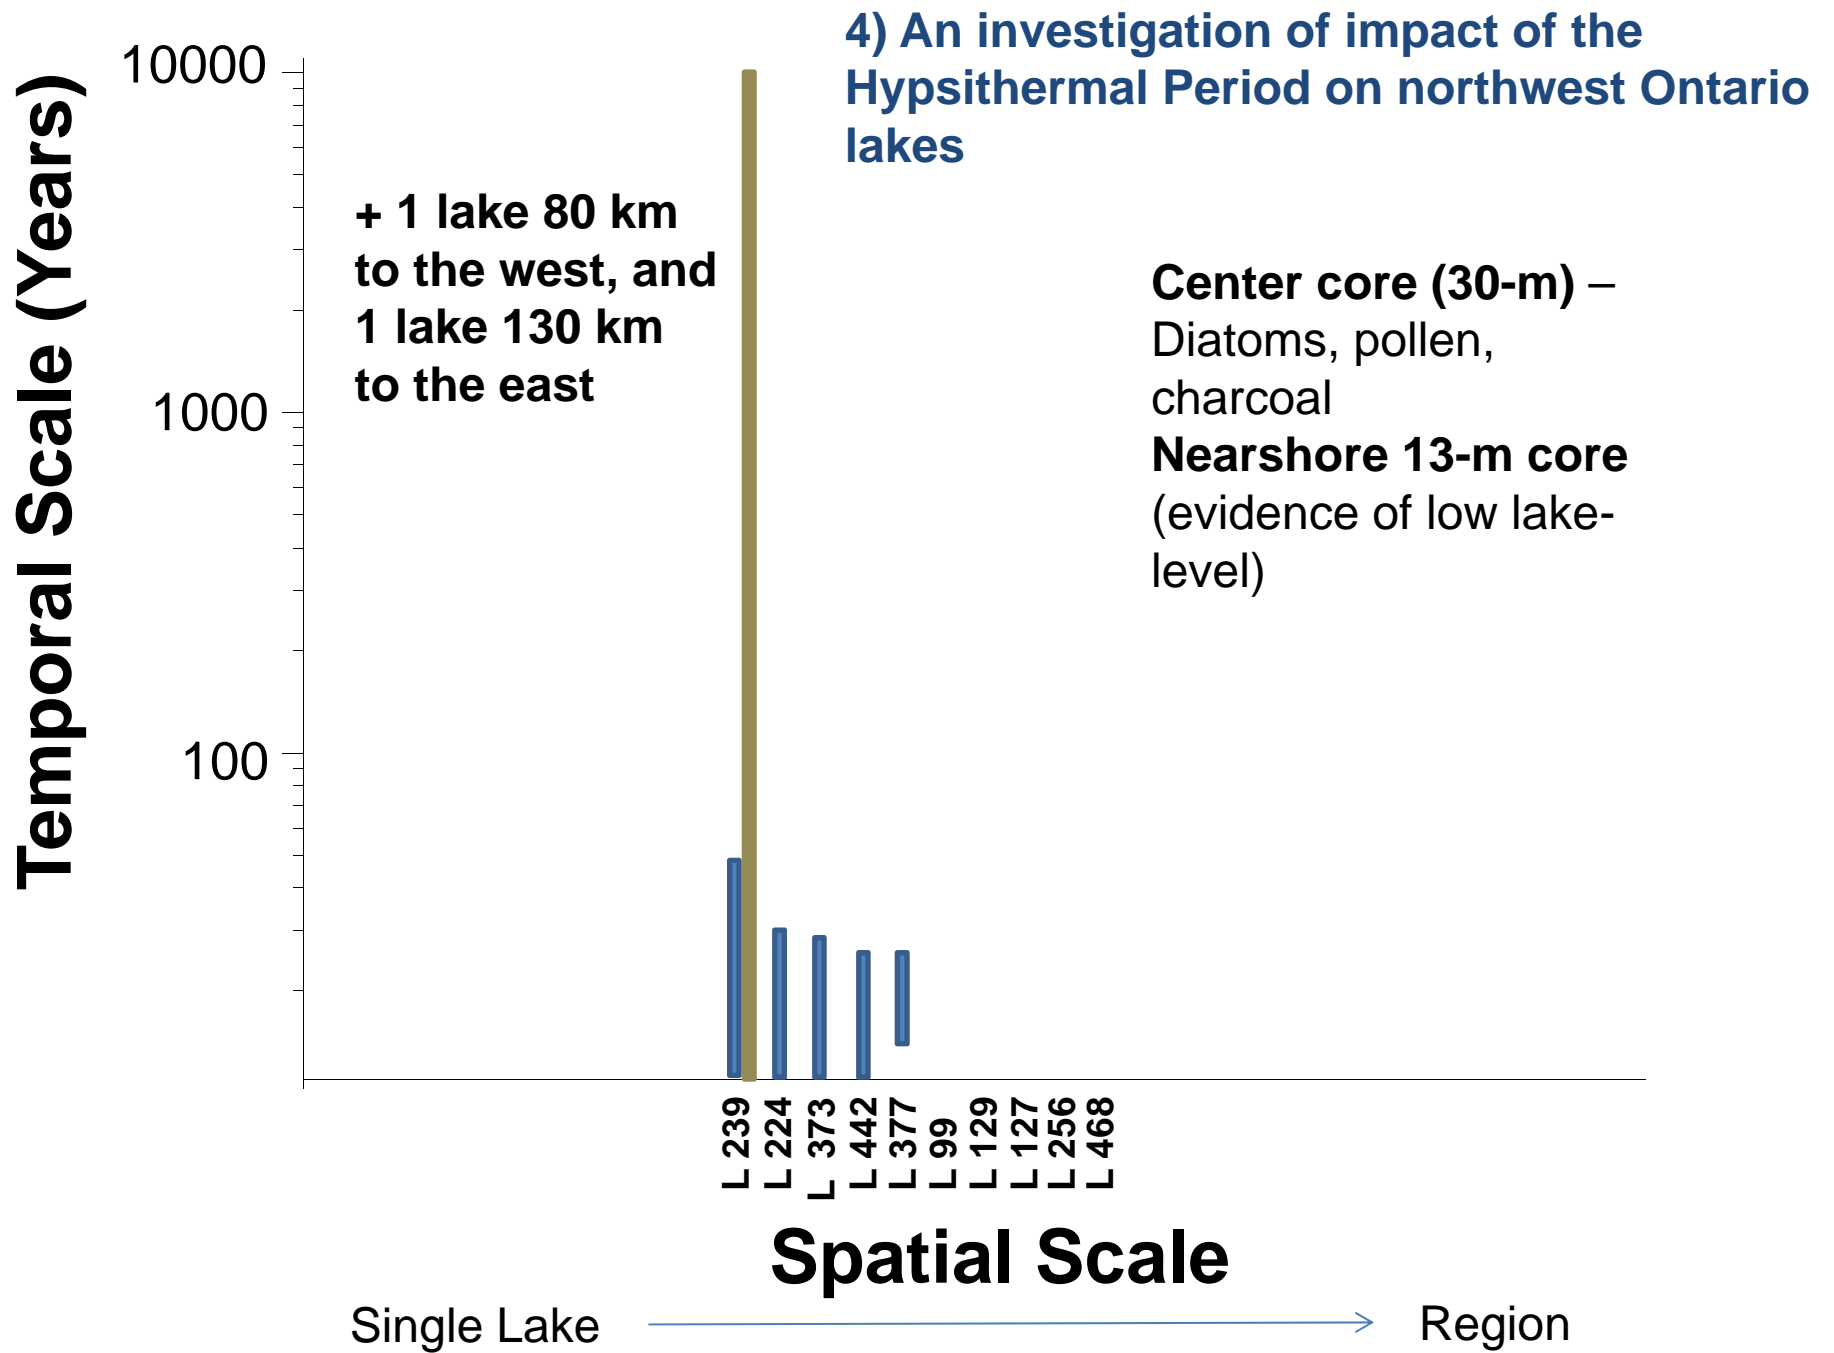 4) An investigation of impact of the
Hypsithermal Period on northwest Ontario
lakes
Temporal Scale (Years)
10000
1000
100
+ 1 lake 80 km
to the west, and
1 lake 130 km
to the east
Center core (30-m) –
Diatoms, pollen,
charcoal
Nearshore 13-m core
(evidence of low lake-
level)
L 239
L 224
L 373
L 442
L 377
L 99
L 129
L 127
L 256
L 468
Spatial Scale
Single Lake
Region